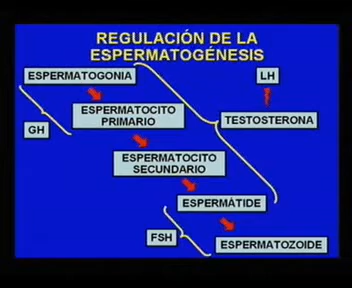 REGULACIÓN DE LA
ESPERMATOGÉNESIS
ESPERMATOGONIA
LH
ESPERMATOCITO
PRIMARIO
TESTOSTERONA
GH
ESPERMATOCITO
SECUNDARIO
ESPERMÁTIDE
FSH
ESPERMATOZOIDE